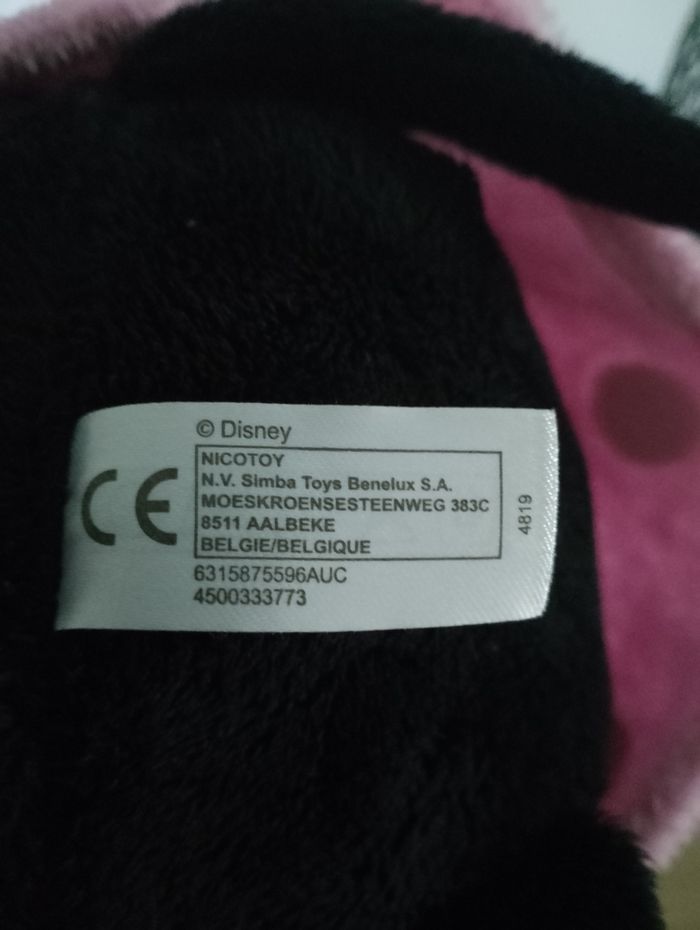 CE
© Disney
NICOTOY
N.V. Simba Toys Benelux S.A.
MOESKROENSESTEENWEG 383C
8511 AALBEKE
BELGIE/BELGIQUE
6315875596AUC
4500333773
4819